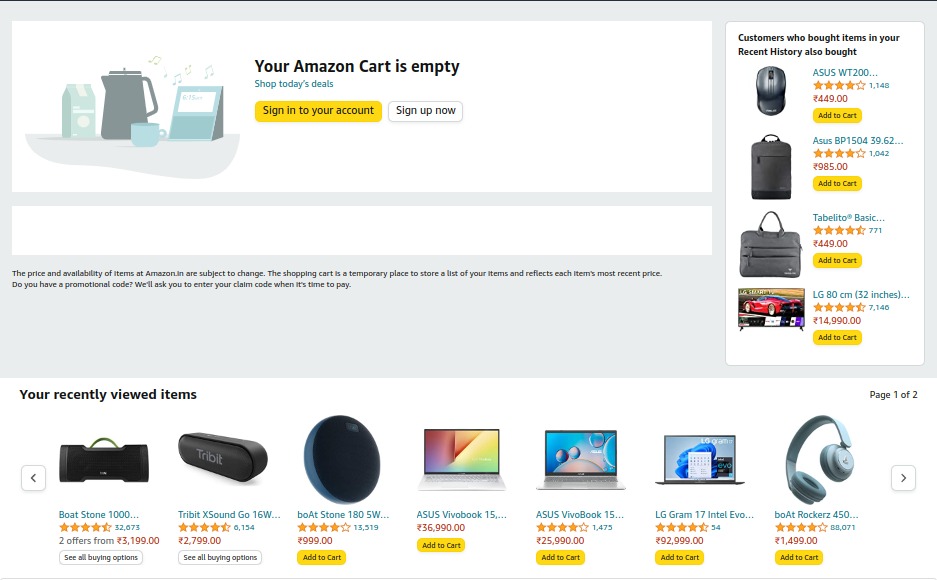 Your Amazon Cart is empty
Shop today's deals
Sign in to your account
Sign up now
The price and availability of items at Amazon.in are subject to change. The shopping cart is a temporary place to store a list of your items and reflects each item's most recent price.
Do you have a promotional code? We'll ask you to enter your claim code when it's time to pay.
Customers who bought items in your
Recent History also bought
ASUS WT200...
1,148
₹449.00
Add to Cart
Asus BP1504 39.62...
1,042
₹985.00
Add to Cart
Tabelito® Basic...
771
₹449.00
Add to Cart
LG 80 cm (32 inches)...
7,146
₹14,990.00
Add to Cart
Your recently viewed items
Page 1 of 2
Tribit
LG gram
Boat Stone 1000...
32,673
2 offers from ₹3,199.00
See all buying options
Tribit XSound Go 16W...
6,154
₹2,799.00
See all buying options
boAt Stone 180 5W...
13,519
₹999.00
Add to Cart
ASUS Vivobook 15,...
₹36,990.00
Add to Cart
ASUS VivoBook 15...
1,475
₹25,990.00
Add to Cart
LG Gram 17 Intel Evo...
54
₹92,999.00
Add to Cart
boAt Rockerz 450...
88,071
₹1,499.00
Add to Cart